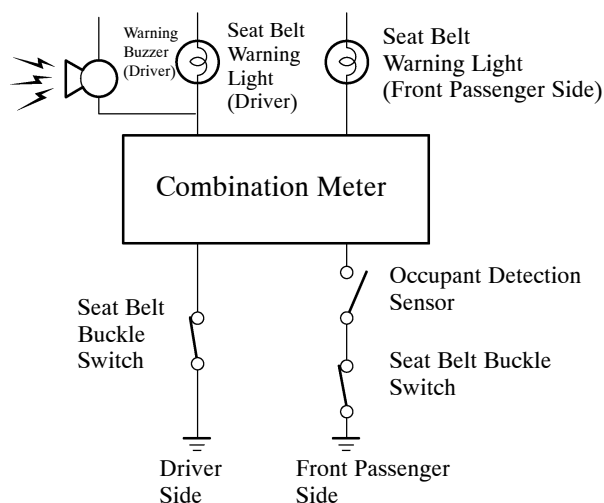 Warning
Buzzer
(Driver)
Seat Belt
Warning
Light
(Driver)
Seat Belt
Warning Light
(Front Passenger Side)
Combination Meter
Seat Belt
Buckle
Switch
Occupant Detection
Sensor
Seat Belt Buckle
Switch
Driver
Side
Front Passenger
Side